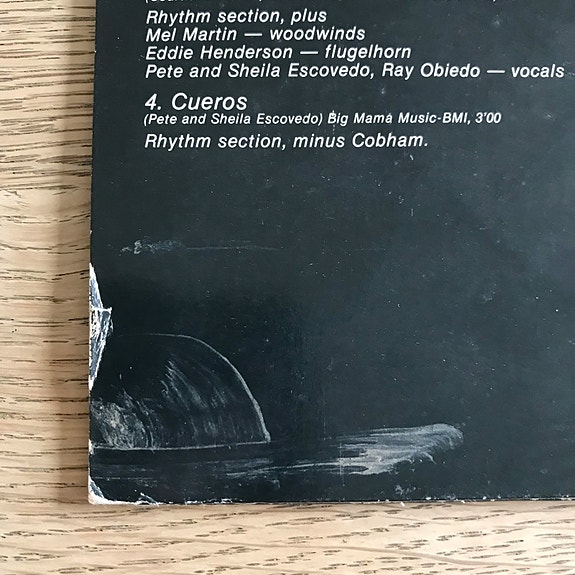 Rhythm section, plus
Mel Martin — woodwinds
Eddie Henderson — flugelhorn
Pete and Sheila Escovedo, Ray Obiedo — vocals
4. Cueros
(Pete and Sheila Escovedo) Big Mama Music-BMI, 3'00
Rhythm section, minus Cobham.